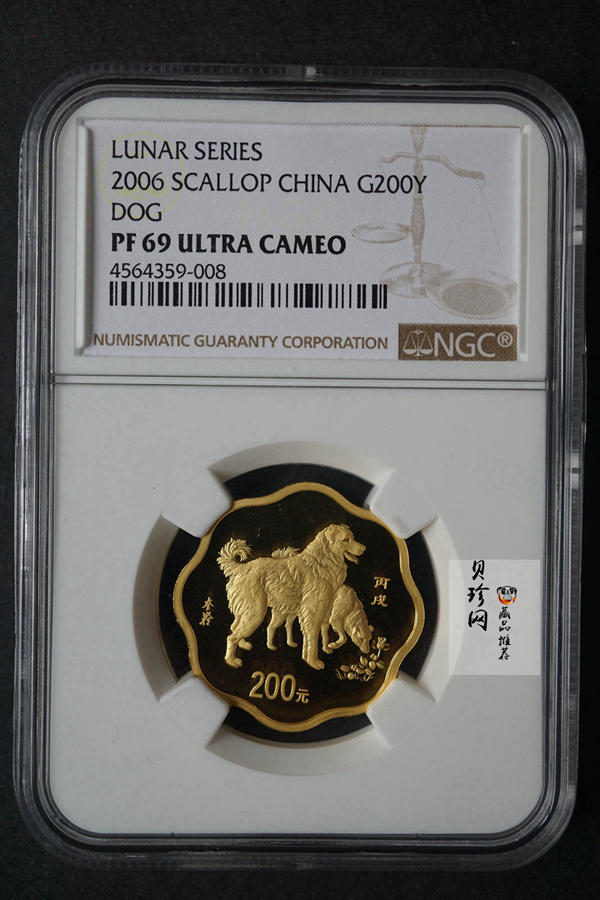 LUNAR SERIES
2006 SCALLOP CHINA G200Y
DOG
PF 69 ULTRA CAMEO
4564359-008
NUMISMATIC GUARANTY CORPORATION
NGC®
丙戌
200元
贝珍网
藏品推荐